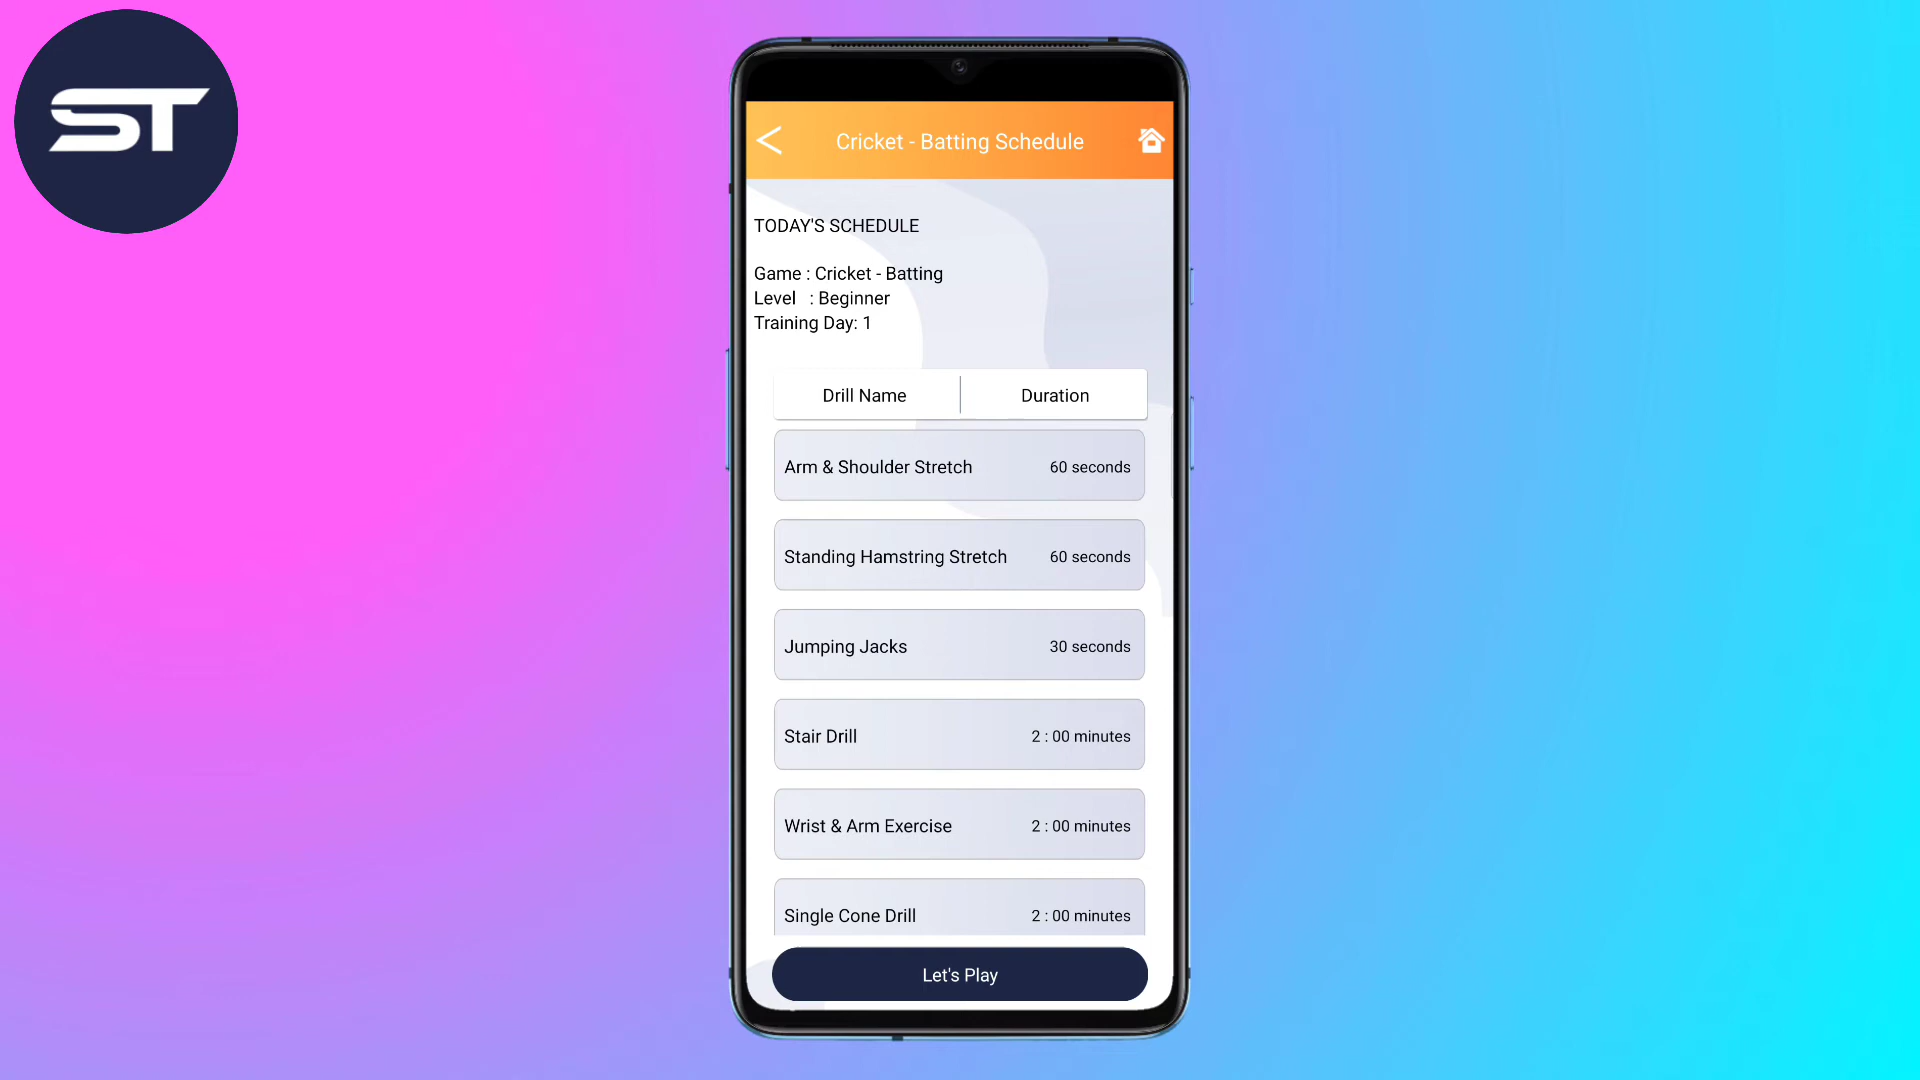 ST
Cricket - Batting Schedule
TODAY'S SCHEDULE
Game : Cricket - Batting
Level : Beginner
Training Day: 1
Drill Name Duration
Arm & Shoulder Stretch 60 seconds
Standing Hamstring Stretch 60 seconds
Jumping Jacks 30 seconds
Stair Drill 2 : 00 minutes
Wrist & Arm Exercise 2 : 00 minutes
Single Cone Drill 2 : 00 minutes
Let's Play